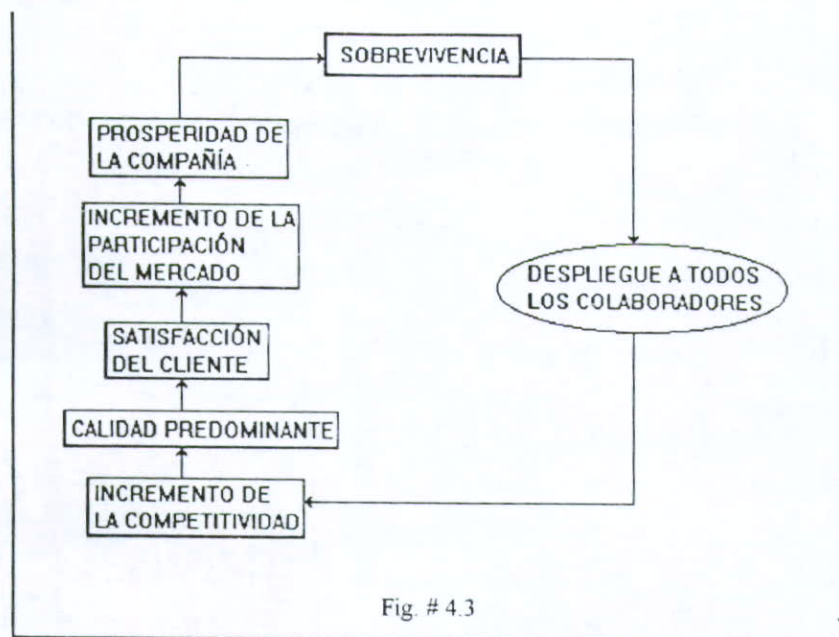 SOBREVIVENCIA
PROSPERIDAD DE
LA COMPAÑÍA
INCREMENTO DE LA
PARTICIPACIÓN
DEL MERCADO
DESPLIEGUE A TODOS
LOS COLABORADORES
SATISFACCIÓN
DEL CLIENTE
CALIDAD PREDOMINANTE
INCREMENTO DE
LA COMPETITIVIDAD
Fig. # 4.3